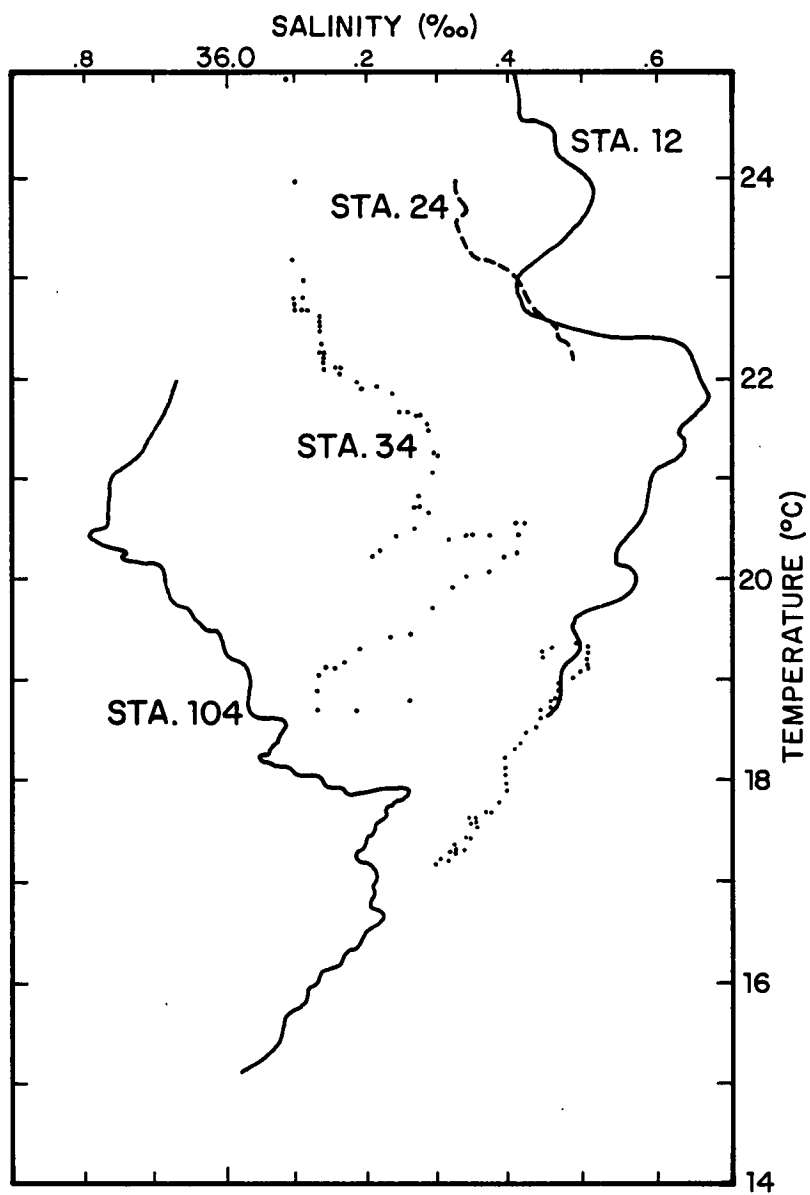 SALINITY (‰)
.8 36.0 .2 .4 .6
STA. 12
24
STA. 24
22
STA. 34
20
TEMPERATURE (°C)
STA. 104
18
16
14